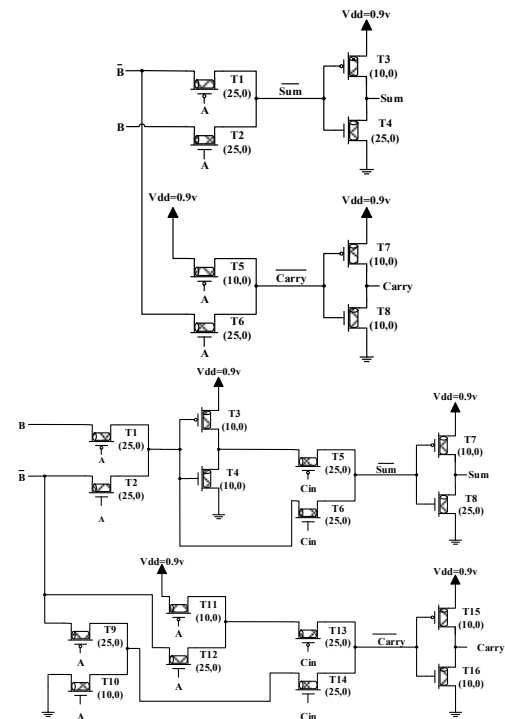 Vdd=0.9v
B̅ T1 (25,0) A
S̅u̅m̅
T3 (10,0)
Sum
B T2 (25,0) A
T4 (25,0)
Vdd=0.9v Vdd=0.9v
T5 (10,0) A
C̅a̅r̅r̅y̅
T7 (10,0)
Carry
T6 (25,0) A
T8 (10,0)
Vdd=0.9v Vdd=0.9v
B T1 (25,0) A
T3 (10,0)
T5 (25,0) Cin
S̅u̅m̅
T7 (10,0)
Sum
B̅ T2 (25,0) A
T4 (10,0)
T6 (25,0) Cin
T8 (25,0)
Vdd=0.9v Vdd=0.9v
T11 (10,0) A
T9 (25,0) A
T13 (25,0) Cin
C̅a̅r̅r̅y̅
T15 (10,0)
Carry
T12 (25,0) A
T10 (10,0) A
T14 (25,0) Cin
T16 (10,0)